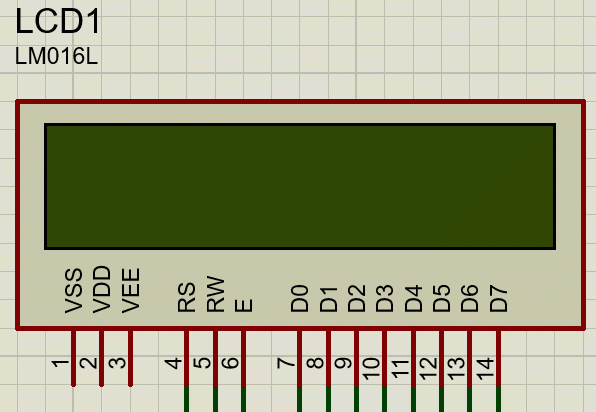 LCD1
LM016L
VSS VDD VEE RS RW E D0 D1 D2 D3 D4 D5 D6 D7
1 2 3 4 5 6 7 8 9 10 11 12 13 14